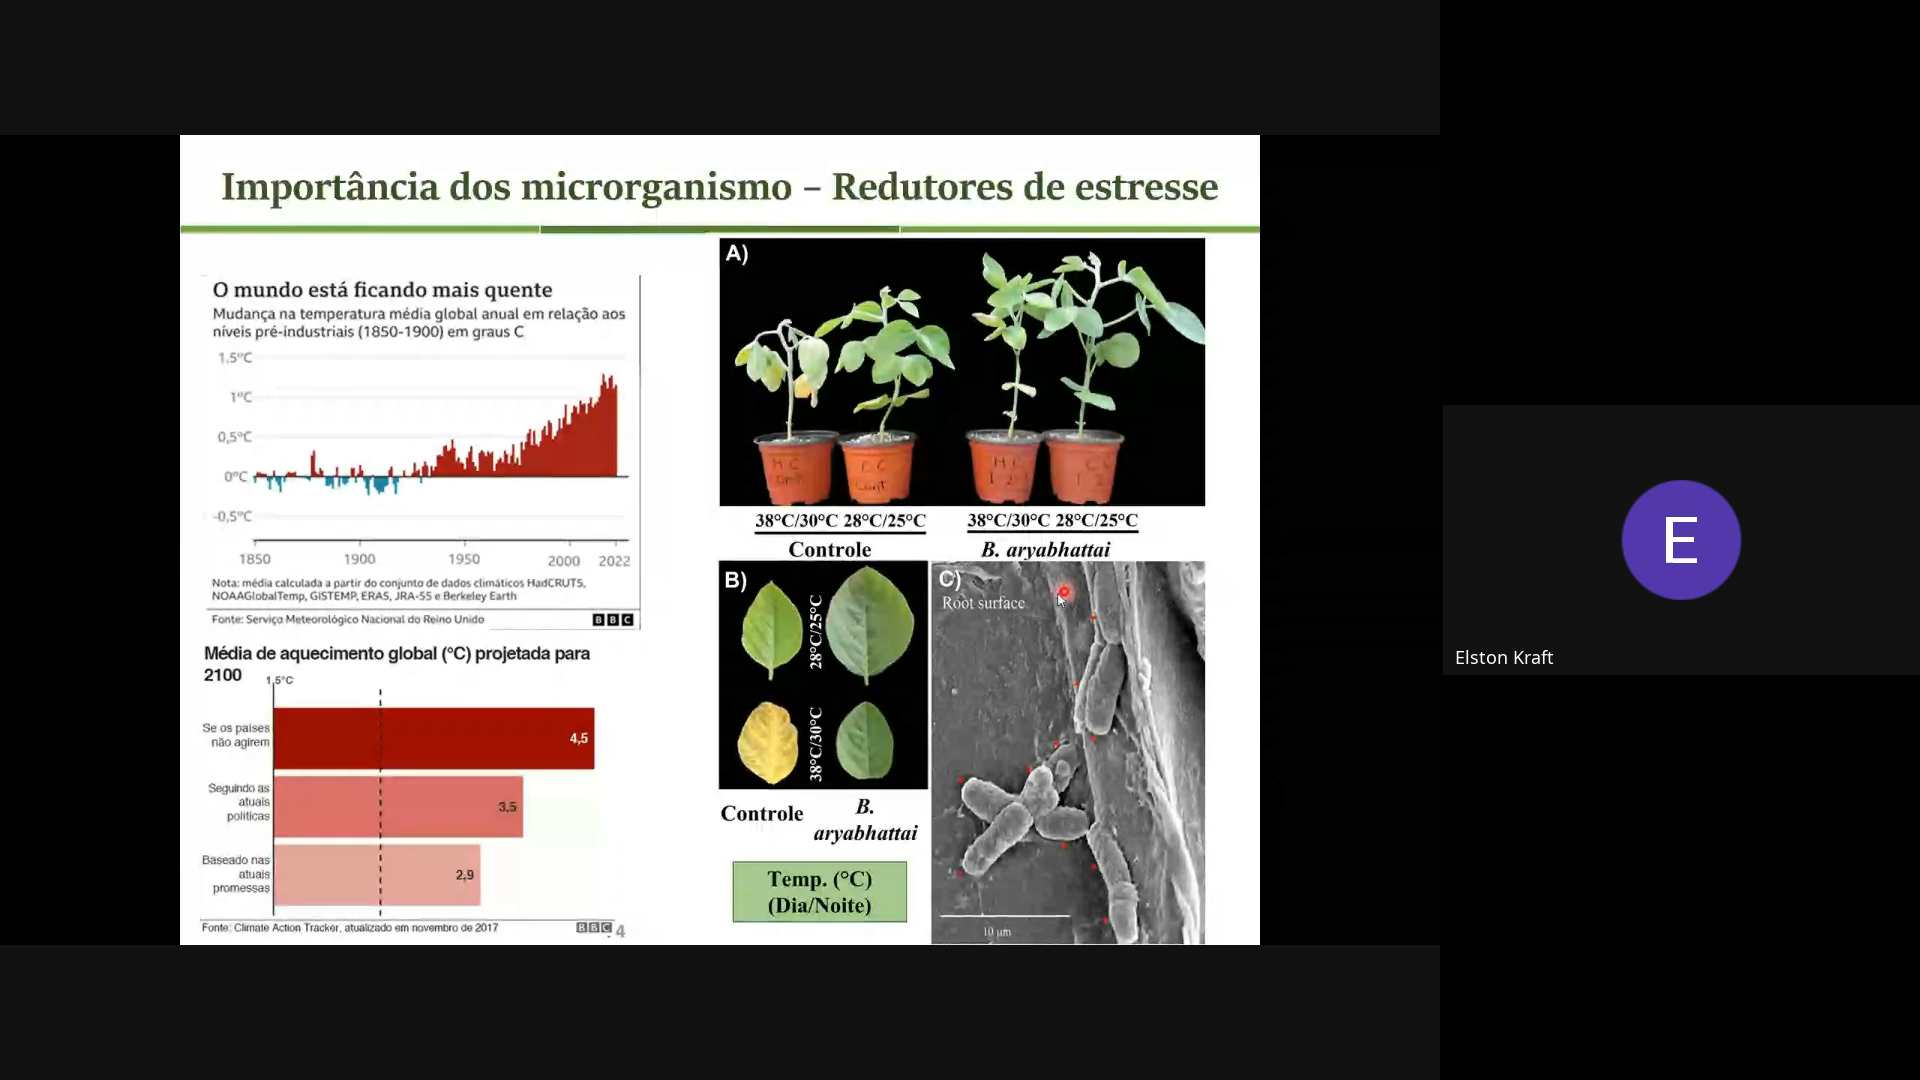 Importância dos microrganismo – Redutores de estresse
O mundo está ficando mais quente
Mudança na temperatura média global anual em relação aos
níveis pré-industriais (1850-1900) em graus C
1,5°C
1°C
0,5°C
0°C
-0,5°C
1850 1900 1950 2000 2022
Nota: média calculada a partir do conjunto de dados climáticos HadCRUT5,
NOAAGlobalTemp, GISTEMP, ERA5, JRA-55 e Berkeley Earth
Fonte: Serviço Meteorológico Nacional do Reino Unido BBC
Média de aquecimento global (°C) projetada para
2100
1,5°C
Se os países
não agirem
4,5
Seguindo as
atuais
políticas
3,5
Baseado nas
atuais
promessas
2,9
Fonte: Climate Action Tracker, atualizado em novembro de 2017 BBC
4
A)
H C
C C
Cont
H C
38°C/30°C 28°C/25°C
Controle
38°C/30°C 28°C/25°C
B. aryabhattai
B)
28°C/25°C
38°C/30°C
Controle
B.
aryabhattai
Temp. (°C)
(Dia/Noite)
C)
Root surface
10 µm
E
Elston Kraft